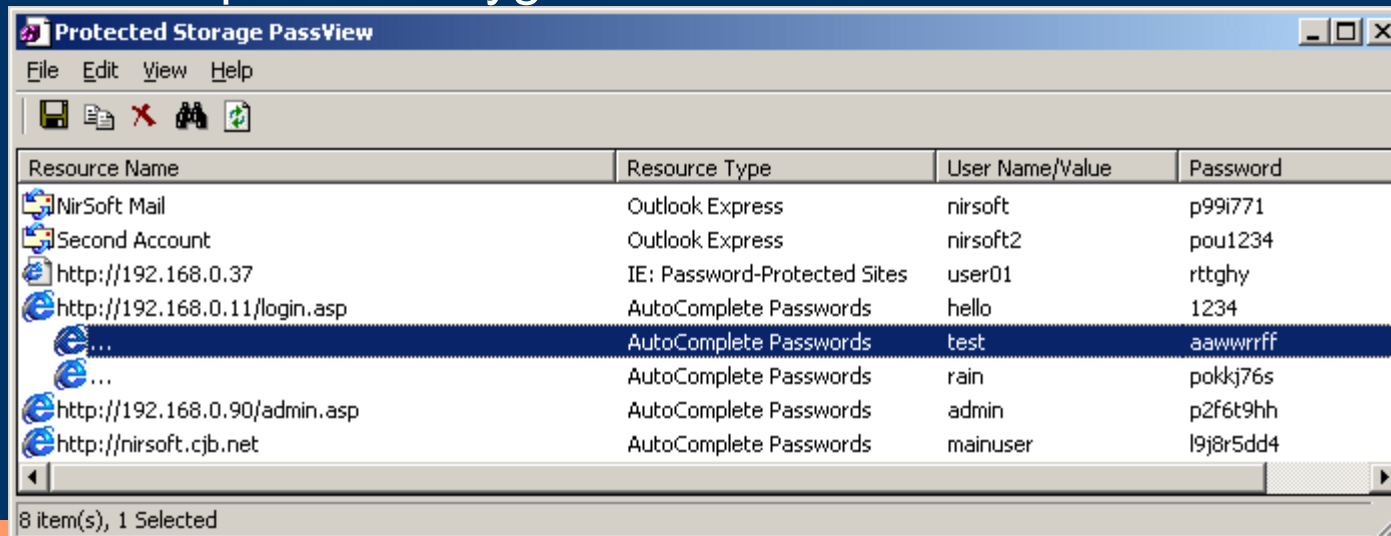 Protected Storage PassView
File Edit View Help
Resource Name Resource Type User Name/Value Password
NirSoft Mail Outlook Express nirsoft p99i771
Second Account Outlook Express nirsoft2 pou1234
http://192.168.0.37 IE: Password-Protected Sites user01 rttghy
http://192.168.0.11/login.asp AutoComplete Passwords hello 1234
... AutoComplete Passwords test aawwrrff
... AutoComplete Passwords rain pokkj76s
http://192.168.0.90/admin.asp AutoComplete Passwords admin p2f6t9hh
http://nirsoft.cjb.net AutoComplete Passwords mainuser l9j8r5dd4
8 item(s), 1 Selected